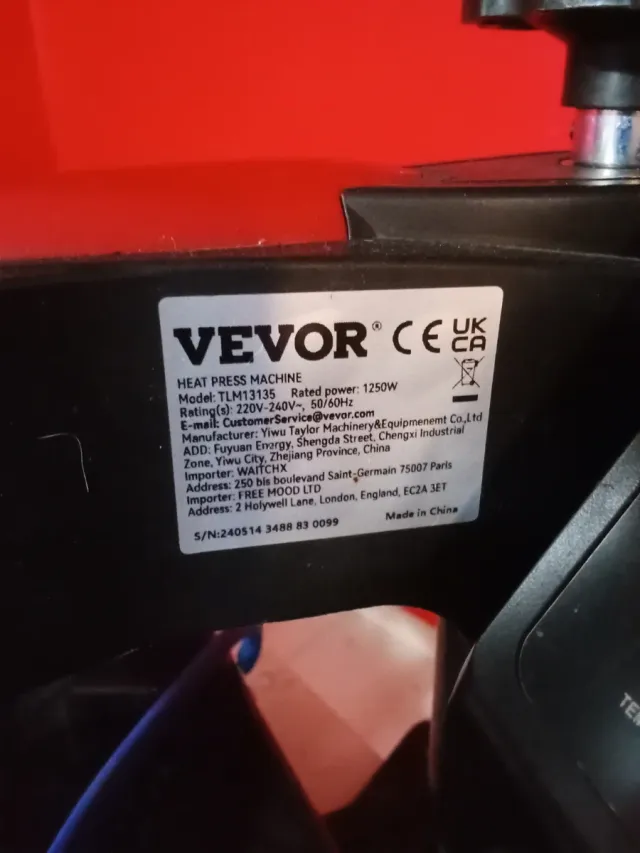 VEVOR® CE UK CA
HEAT PRESS MACHINE
Model: TLM13135 Rated power: 1250W
Rating(s): 220V-240V~, 50/60Hz
E-mail: CustomerService@vevor.com
Manufacturer: Yiwu Taylor Machinery&Equipmenemt Co.,Ltd
ADD: Fuyuan Energy, Shengda Street, Chengxi Industrial
Zone, Yiwu City, Zhejiang Province, China
Importer: WAITCHX
Address: 250 bis boulevand Saint-Germain 75007 Paris
Importer: FREE MOOD LTD
Address: 2 Holywell Lane, London, England, EC2A 3ET
S/N:240514 3488 83 0099 Made in China